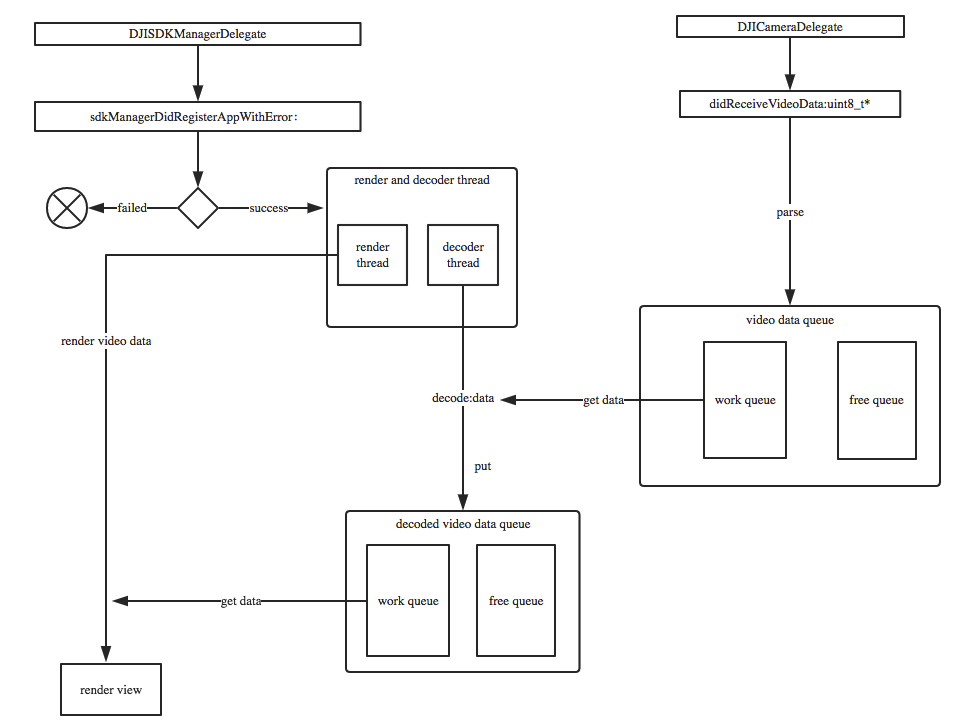 DJISDKManagerDelegate
DJICameraDelegate
sdkManagerDidRegisterAppWithError:
didReceiveVideoData:uint8_t*
failed
success
render and decoder thread
render
thread
decoder
thread
parse
render video data
video data queue
decode:data
get data
work queue
free queue
put
decoded video data queue
get data
work queue
free queue
render view